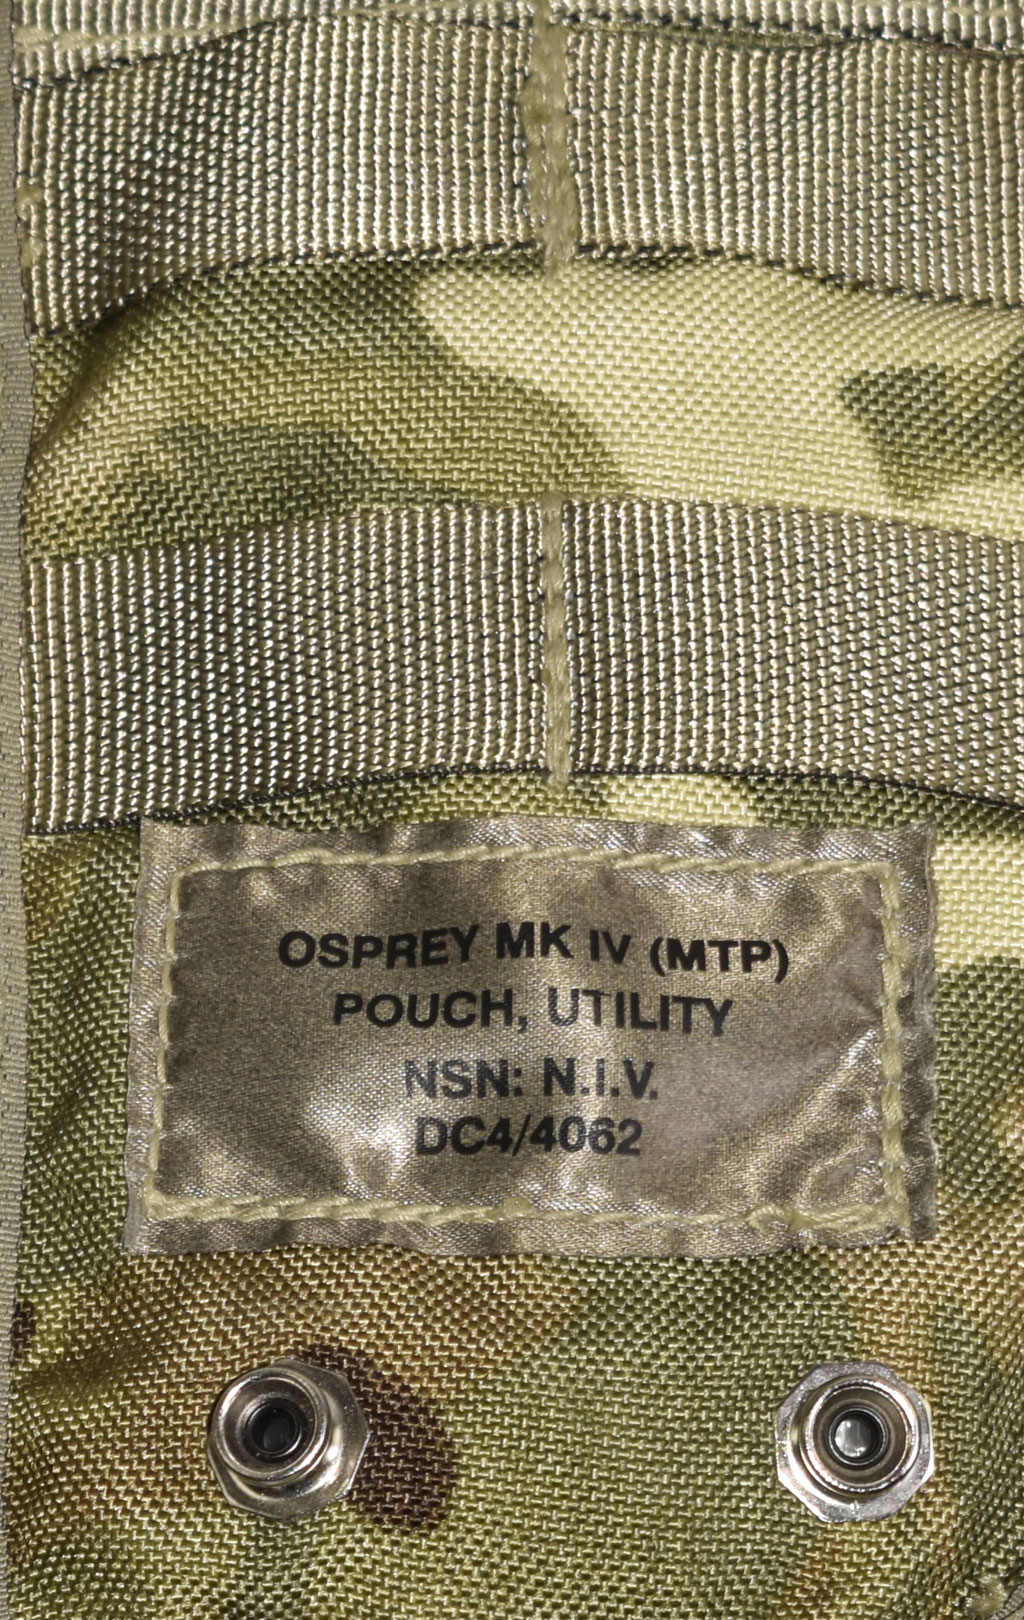 OSPREY MK IV (MTP)
POUCH, UTILITY
NSN: N.I.V.
DC4/4062